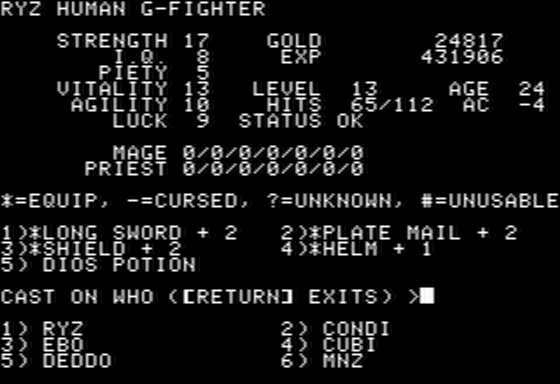 RYZ HUMAN G-FIGHTER
STRENGTH 17 GOLD 24817
I.Q. 8 EXP 431906
PIETY 5
VITALITY 13 LEVEL 13 AGE 24
AGILITY 10 HITS 65/112 AC -4
LUCK 9 STATUS OK
MAGE 0/0/0/0/0/0/0
PRIEST 0/0/0/0/0/0/0
*=EQUIP, -=CURSED, ?=UNKNOWN, #=UNUSABLE
1)*LONG SWORD + 2 2)*PLATE MAIL + 2
3)*SHIELD + 2 4)*HELM + 1
5) DIOS POTION
CAST ON WHO ([RETURN] EXITS) >
1) RYZ 2) CONDI
3) EBO 4) CUBI
5) DEDDO 6) MNZ